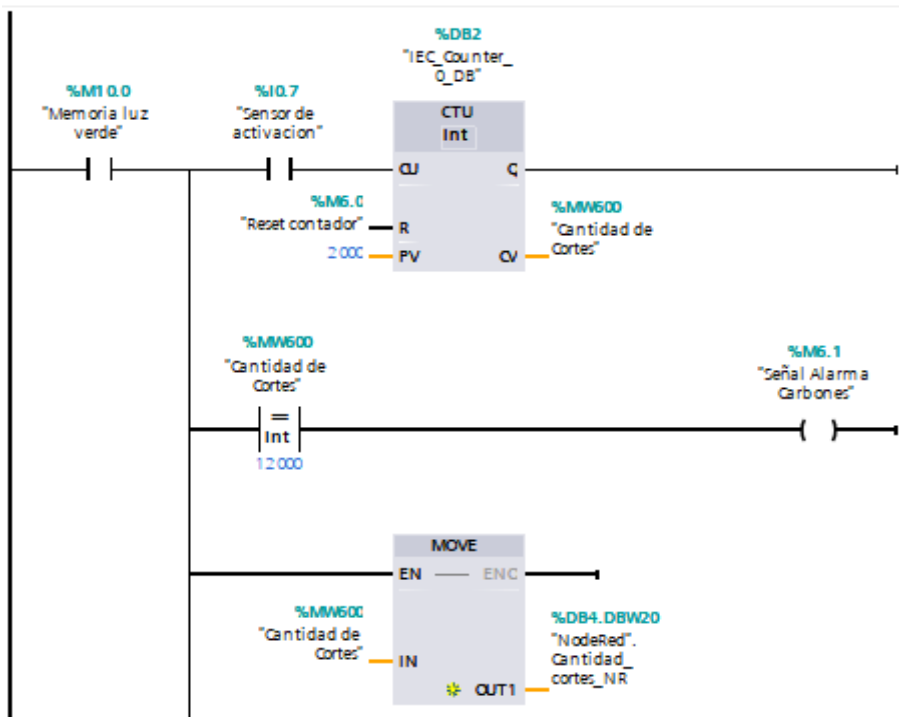 %DB2
"IEC_Counter_
0_DB"
%M10.0
"Memoria luz
verde"
%I0.7
"Sensor de
activacion"
CTU
Int
CU
Q
%M6.0
"Reset contador"
R
%MW600
"Cantidad de
Cortes"
2000
PV
CV
%MW600
"Cantidad de
Cortes"
=
Int
12000
%M6.1
"Señal Alarma
Carbones"
MOVE
EN
ENO
%MW600
"Cantidad de
Cortes"
IN
OUT1
%DB4.DBW20
"NodeRed".
Cantidad_
cortes_NR